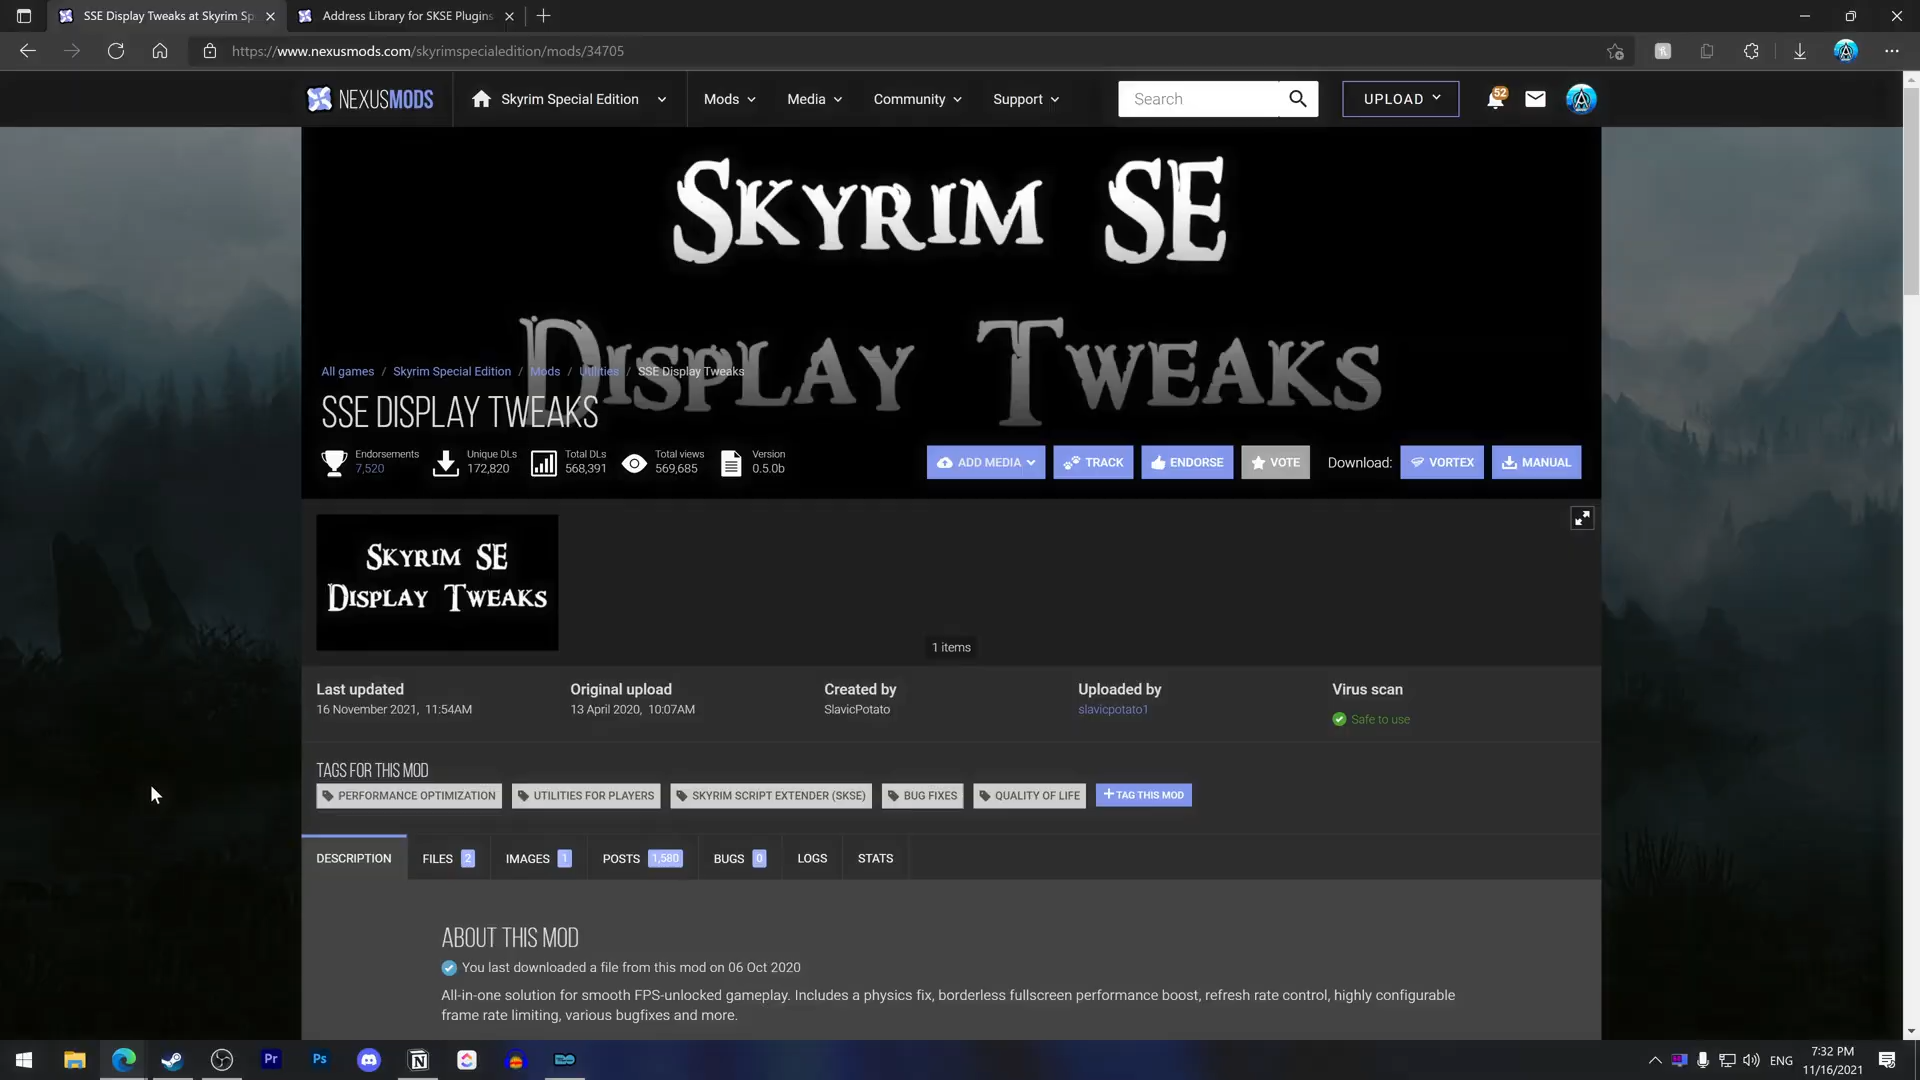 SSE Display Tweaks at Skyrim Sp
Address Library for SKSE Plugins
https://www.nexusmods.com/skyrimspecialedition/mods/34705
NEXUSMODS
Skyrim Special Edition
Mods
Media
Community
Support
Search
UPLOAD
52
SKYRIM SE
DISPLAY TWEAKS
All games / Skyrim Special Edition / Mods / Utilities / SSE Display Tweaks
SSE DISPLAY TWEAKS
Endorsements
7,520
Unique DLs
172,820
Total DLs
568,391
Total views
569,685
Version
0.5.0b
ADD MEDIA
TRACK
ENDORSE
VOTE
Download:
VORTEX
MANUAL
SKYRIM SE
DISPLAY TWEAKS
1 items
Last updated
16 November 2021, 11:54AM
Original upload
13 April 2020, 10:07AM
Created by
SlavicPotato
Uploaded by
slavicpotato1
Virus scan
Safe to use
TAGS FOR THIS MOD
PERFORMANCE OPTIMIZATION
UTILITIES FOR PLAYERS
SKYRIM SCRIPT EXTENDER (SKSE)
BUG FIXES
QUALITY OF LIFE
+ TAG THIS MOD
DESCRIPTION
FILES 2
IMAGES 1
POSTS 1,580
BUGS 0
LOGS
STATS
ABOUT THIS MOD
You last downloaded a file from this mod on 06 Oct 2020
All-in-one solution for smooth FPS-unlocked gameplay. Includes a physics fix, borderless fullscreen performance boost, refresh rate control, highly configurable
frame rate limiting, various bugfixes and more.
Pr
Ps
ENG
7:32 PM
11/16/2021